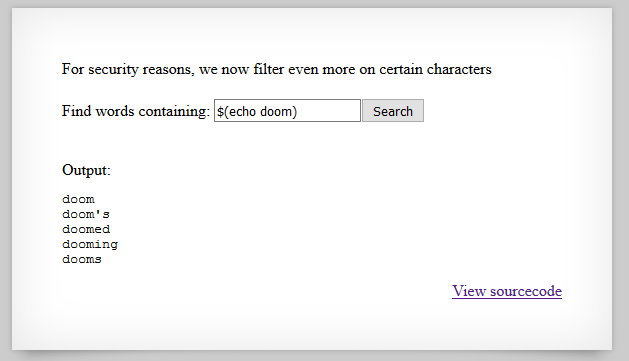 For security reasons, we now filter even more on certain characters
Find words containing: $(echo doom) Search
Output:
doom
doom's
doomed
dooming
dooms
View sourcecode